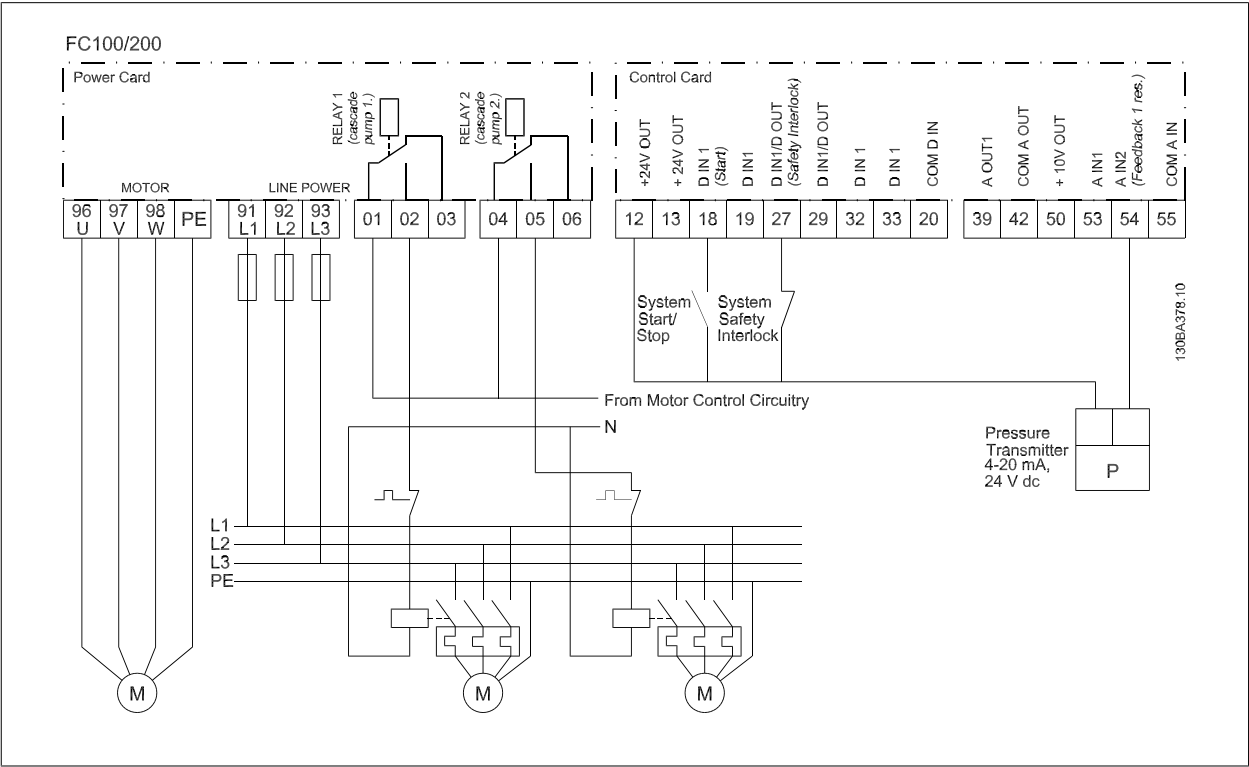 FC100/200
Power Card
RELAY 1
(cascade
pump 1.)
RELAY 2
(cascade
pump 2.)
MOTOR
LINE POWER
96
U
97
V
98
W
PE
91
L1
92
L2
93
L3
01
02
03
04
05
06
Control Card
+24V OUT
+ 24V OUT
D IN 1
(Start)
D IN1
D IN1/D OUT
(Safety Interlock)
D IN1/D OUT
D IN 1
D IN 1
COM D IN
A OUT1
COM A OUT
+ 10V OUT
A IN1
A IN2
(Feedback 1 res.)
COM A IN
12
13
18
19
27
29
32
33
20
39
42
50
53
54
55
System
Start/
Stop
System
Safety
Interlock
130BA378.10
From Motor Control Circuitry
N
Pressure
Transmitter
4-20 mA,
24 V dc
P
L1
L2
L3
PE
M
M
M